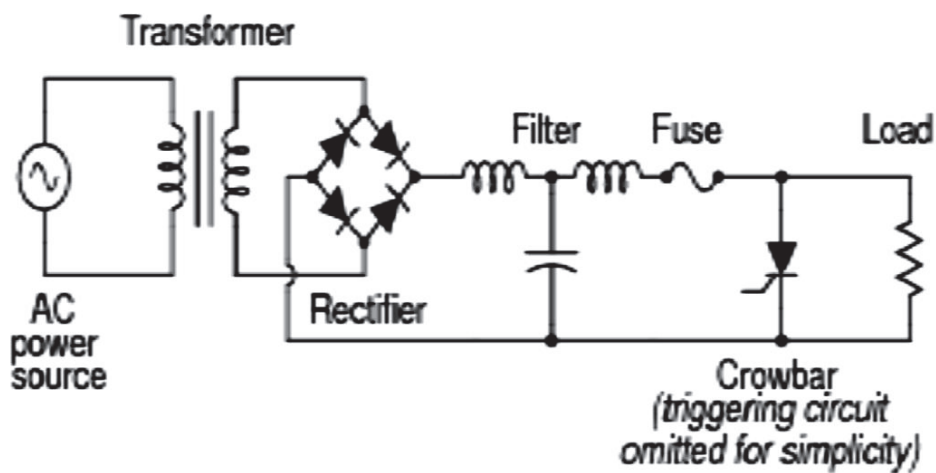 Transformer
Filter
Fuse
Load
AC
power
source
Rectifier
Crowbar
(triggering circuit
omitted for simplicity)